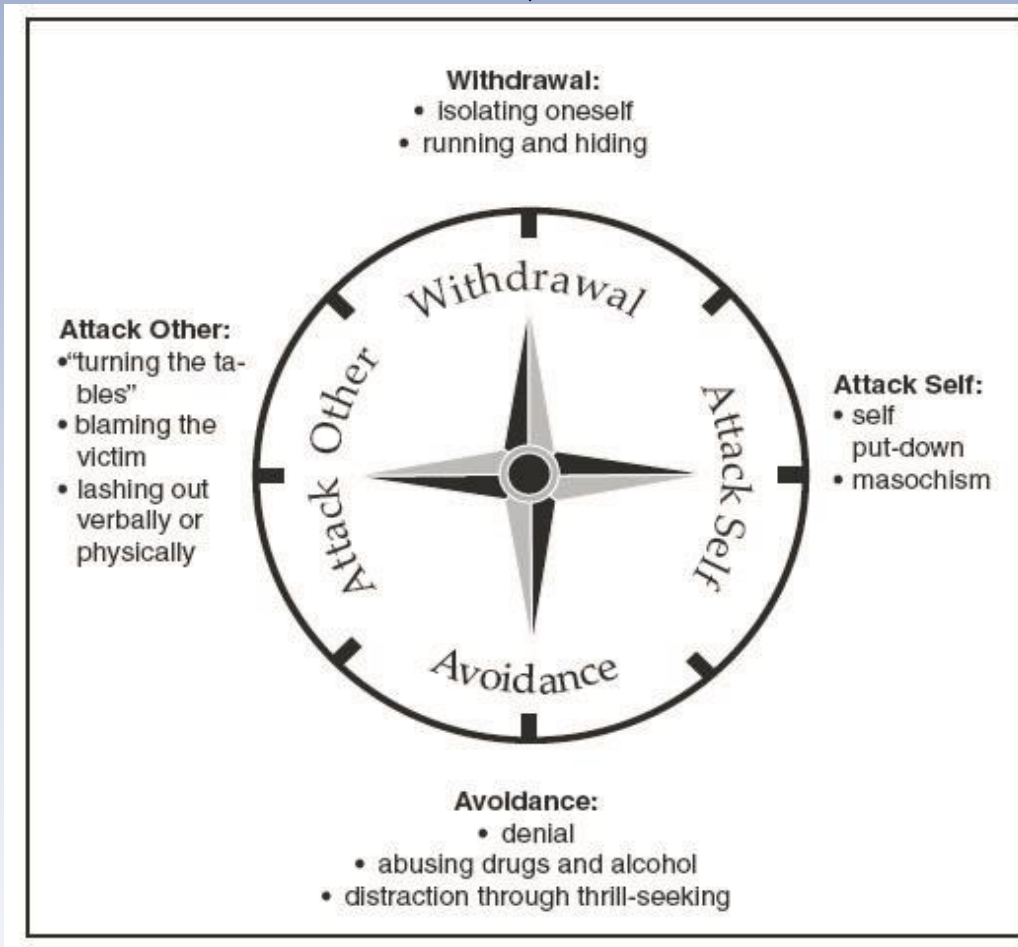 Withdrawal:
• isolating oneself
• running and hiding
Withdrawal
Attack Other:
•“turning the ta-
bles”
• blaming the
victim
• lashing out
verbally or
physically
Attack Other
Attack Self
Attack Self:
• self
put-down
• masochism
Avoidance
Avoidance:
• denial
• abusing drugs and alcohol
• distraction through thrill-seeking